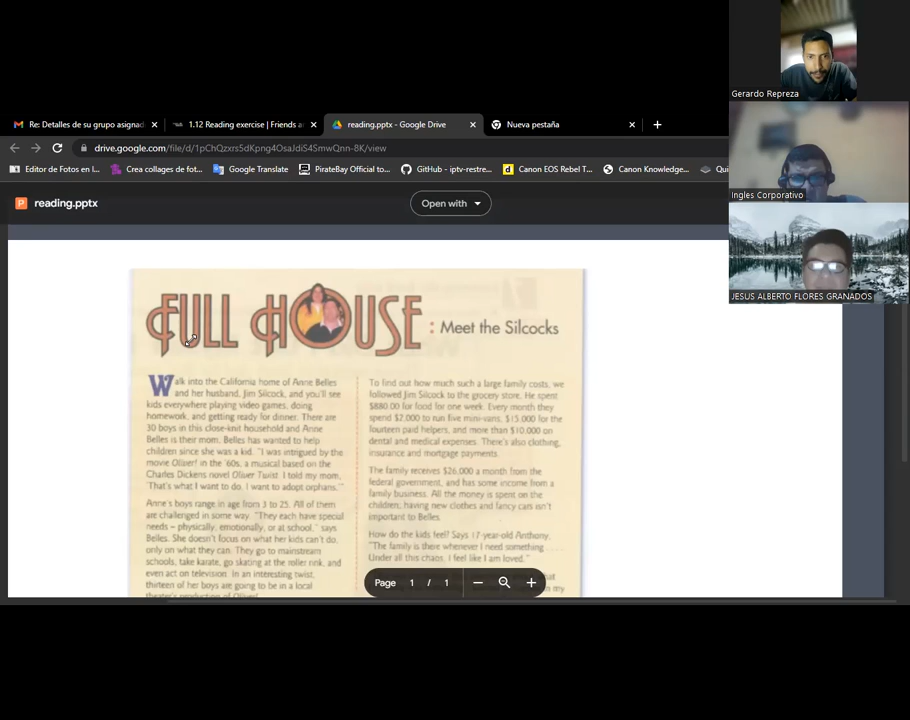 Gerardo Repreza
Re: Detalles de su grupo asignad
1.12 Reading exercise | Friends a
reading.pptx - Google Drive
Nueva pestaña
drive.google.com/file/d/1pChQzxrs5dKpng4OsaJdiS4SmwQnn-8K/view
Editor de Fotos en l...
Crea collages de fot...
Google Translate
PirateBay Official to...
GitHub - iptv-restre...
Canon EOS Rebel T...
Canon Knowledge...
Qui
Ingles Corporativo
reading.pptx
Open with
JESUS ALBERTO FLORES GRANADOS
FULL HOUSE : Meet the Silcocks
Walk into the California home of Anne Belles
and her husband, Jim Silcock, and you'll see
kids everywhere playing video games, doing
homework, and getting ready for dinner. There are
30 boys in this close-knit household and Anne
Belles is their mom. Belles has wanted to help
children since she was a kid. "I was intrigued by the
movie Oliver! in the '60s, a musical based on the
Charles Dickens novel Oliver Twist. I told my mom,
'That's what I want to do. I want to adopt orphans.'"
Anne's boys range in age from 3 to 25. All of them
are challenged in some way. "They each have special
needs – physically, emotionally, or at school," says
Belles. She doesn't focus on what her kids can't do,
only on what they can. They go to mainstream
schools, take karate, go skating at the roller rink, and
even act on television. In an interesting twist,
thirteen of her boys are going to be in a local
theater's production of Oliver!
To find out how much such a large family costs, we
followed Jim Silcock to the grocery store. He spent
$880.00 for food for one week. Every month they
spend $2,000 to run five mini-vans, $15,000 for the
fourteen paid helpers, and more than $10,000 on
dental and medical expenses. There's also clothing,
insurance and mortgage payments.
The family receives $26,000 a month from the
federal government, and has some income from a
family business. All the money is spent on the
children; having new clothes and fancy cars isn't
important to Belles
How do the kids feel? Says 17-year-old Anthony,
"The family is there whenever I need something ....
Under all this chaos, I feel like I am loved."
hat
n my
Page 1 / 1